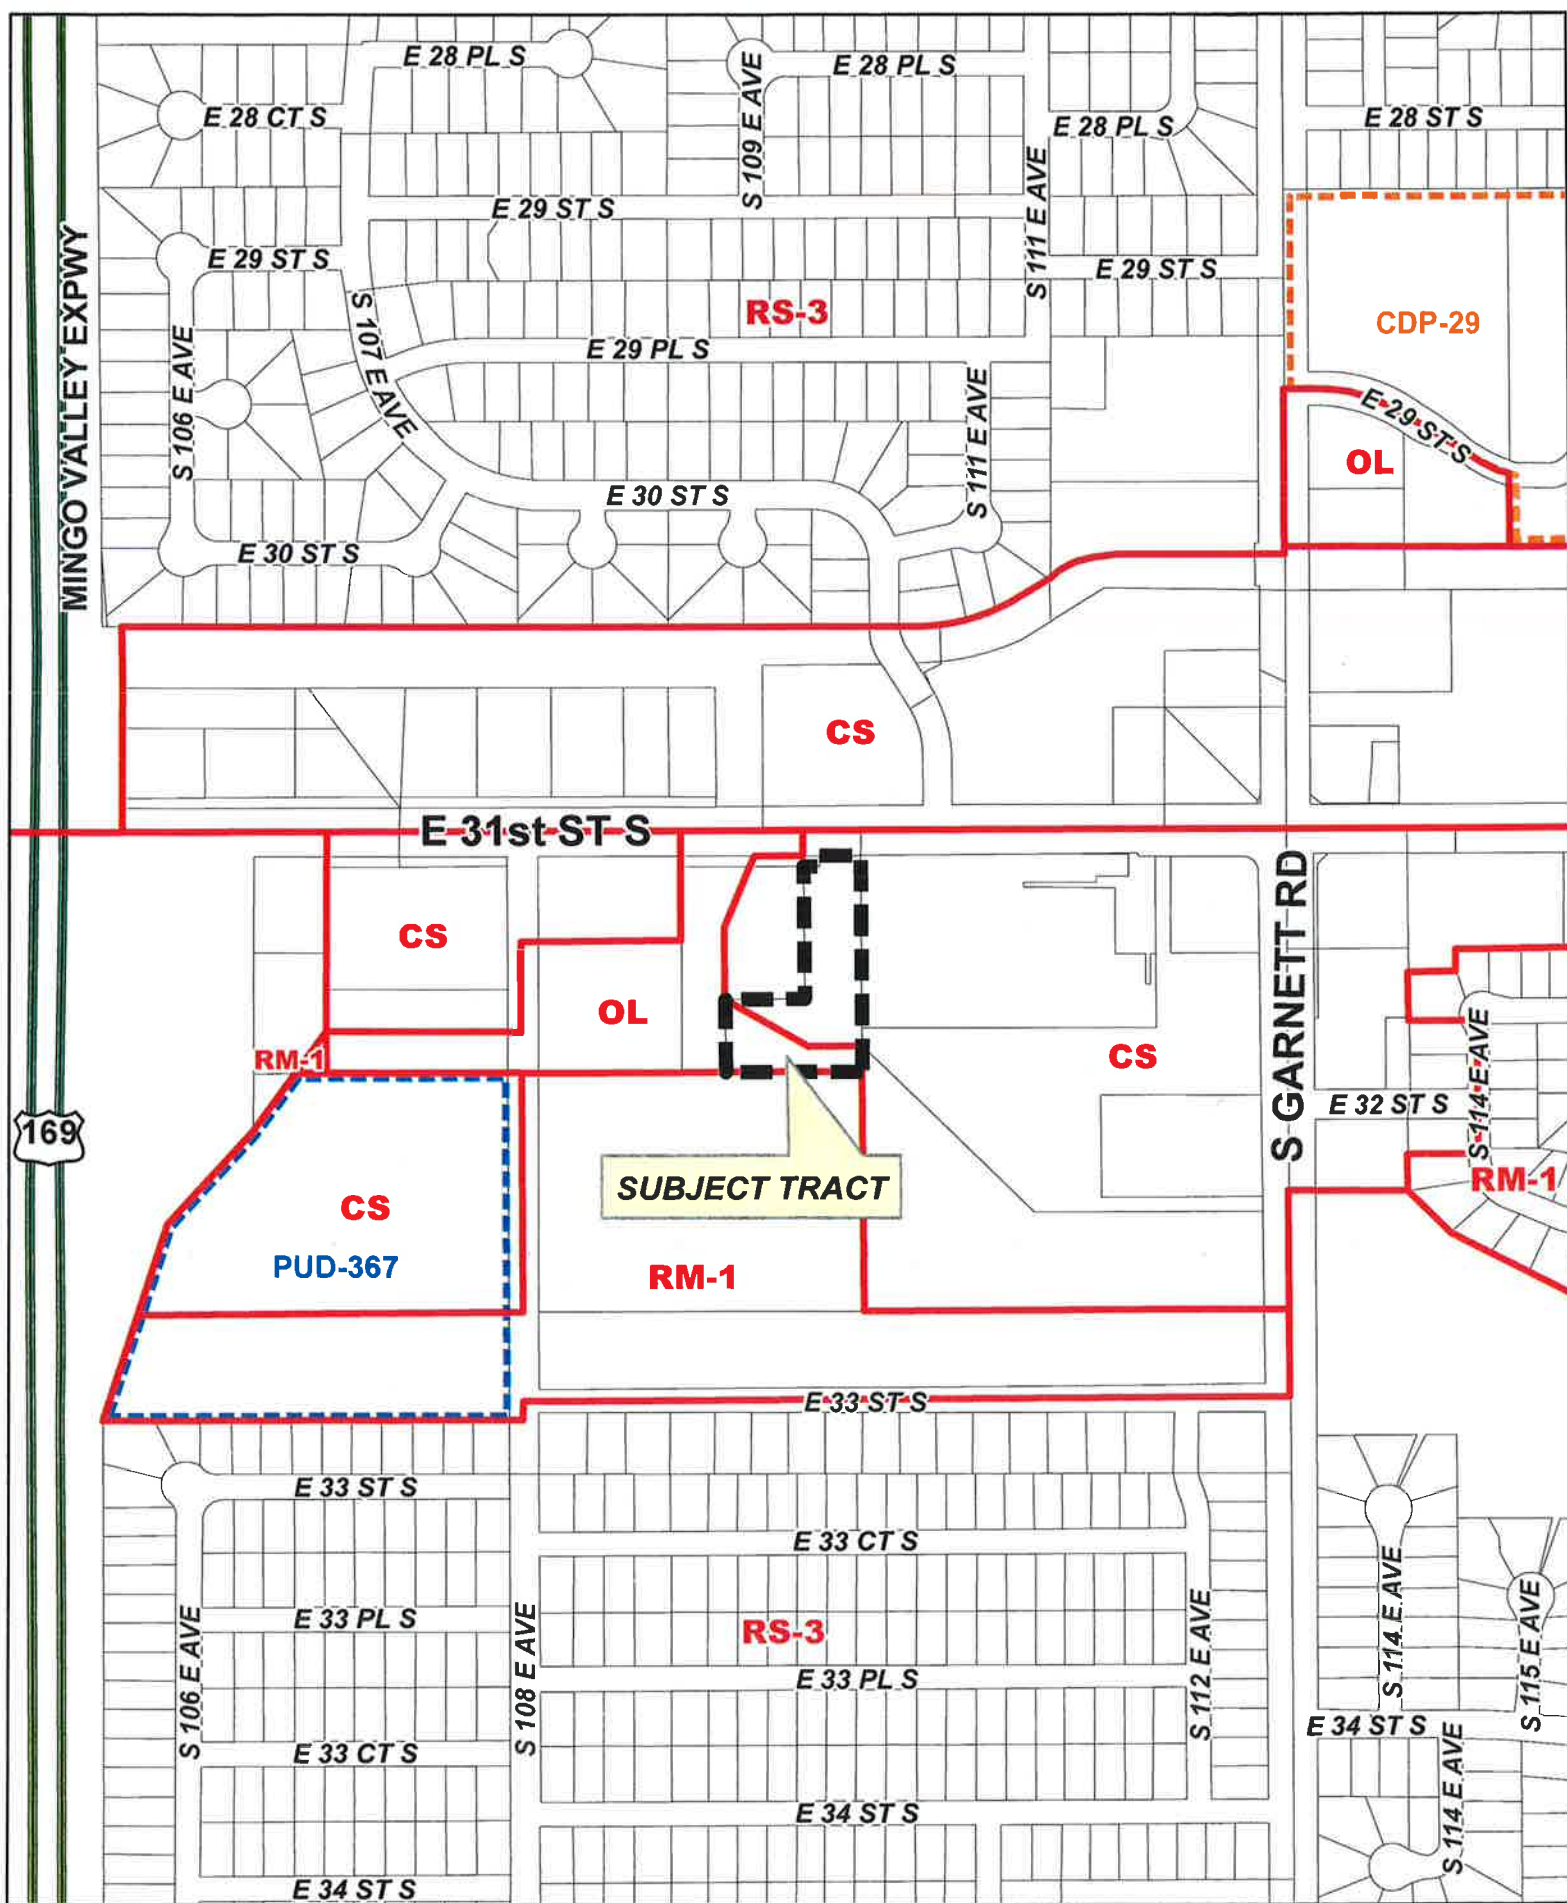 E 28 PL S
E 28 PL S
S 109 E AVE
E 28 CT S
E 28 PL S
E 28 ST S
S 111 E AVE
E 29 ST S
E 29 ST S
E 29 ST S
MINGO VALLEY EXPWY
S 107 E AVE
RS-3
CDP-29
S 106 E AVE
E 29 PL S
S 111 E AVE
E 29 ST S
OL
E 30 ST S
E 30 ST S
CS
E 31st ST S
S GARNETT RD
CS
OL
RM-1
CS
S 114 E AVE
E 32 ST S
169
SUBJECT TRACT
RM-1
CS
PUD-367
RM-1
E 33 ST S
E 33 ST S
E 33 CT S
S 114 E AVE
S 115 E AVE
S 106 E AVE
E 33 PL S
S 108 E AVE
RS-3
S 112 E AVE
E 33 PL S
E 34 ST S
E 33 CT S
S 114 E AVE
E 34 ST S
E 34 ST S